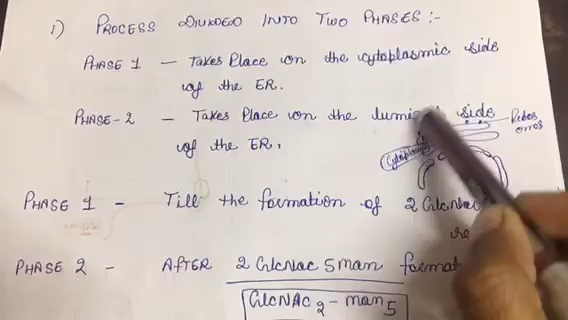 1) PROCESS DIVIDED INTO TWO PHASES :-
PHASE 1 - Takes Place on the cytoplasmic side
of the ER.
PHASE-2 - Takes Place on the side
of the ER.
Cytoplasm
PHASE 1 - Till the formation of 2 GlcNac
PHASE 2 - AFTER 2 GlcNac 5man
GlcNAC2 - man5